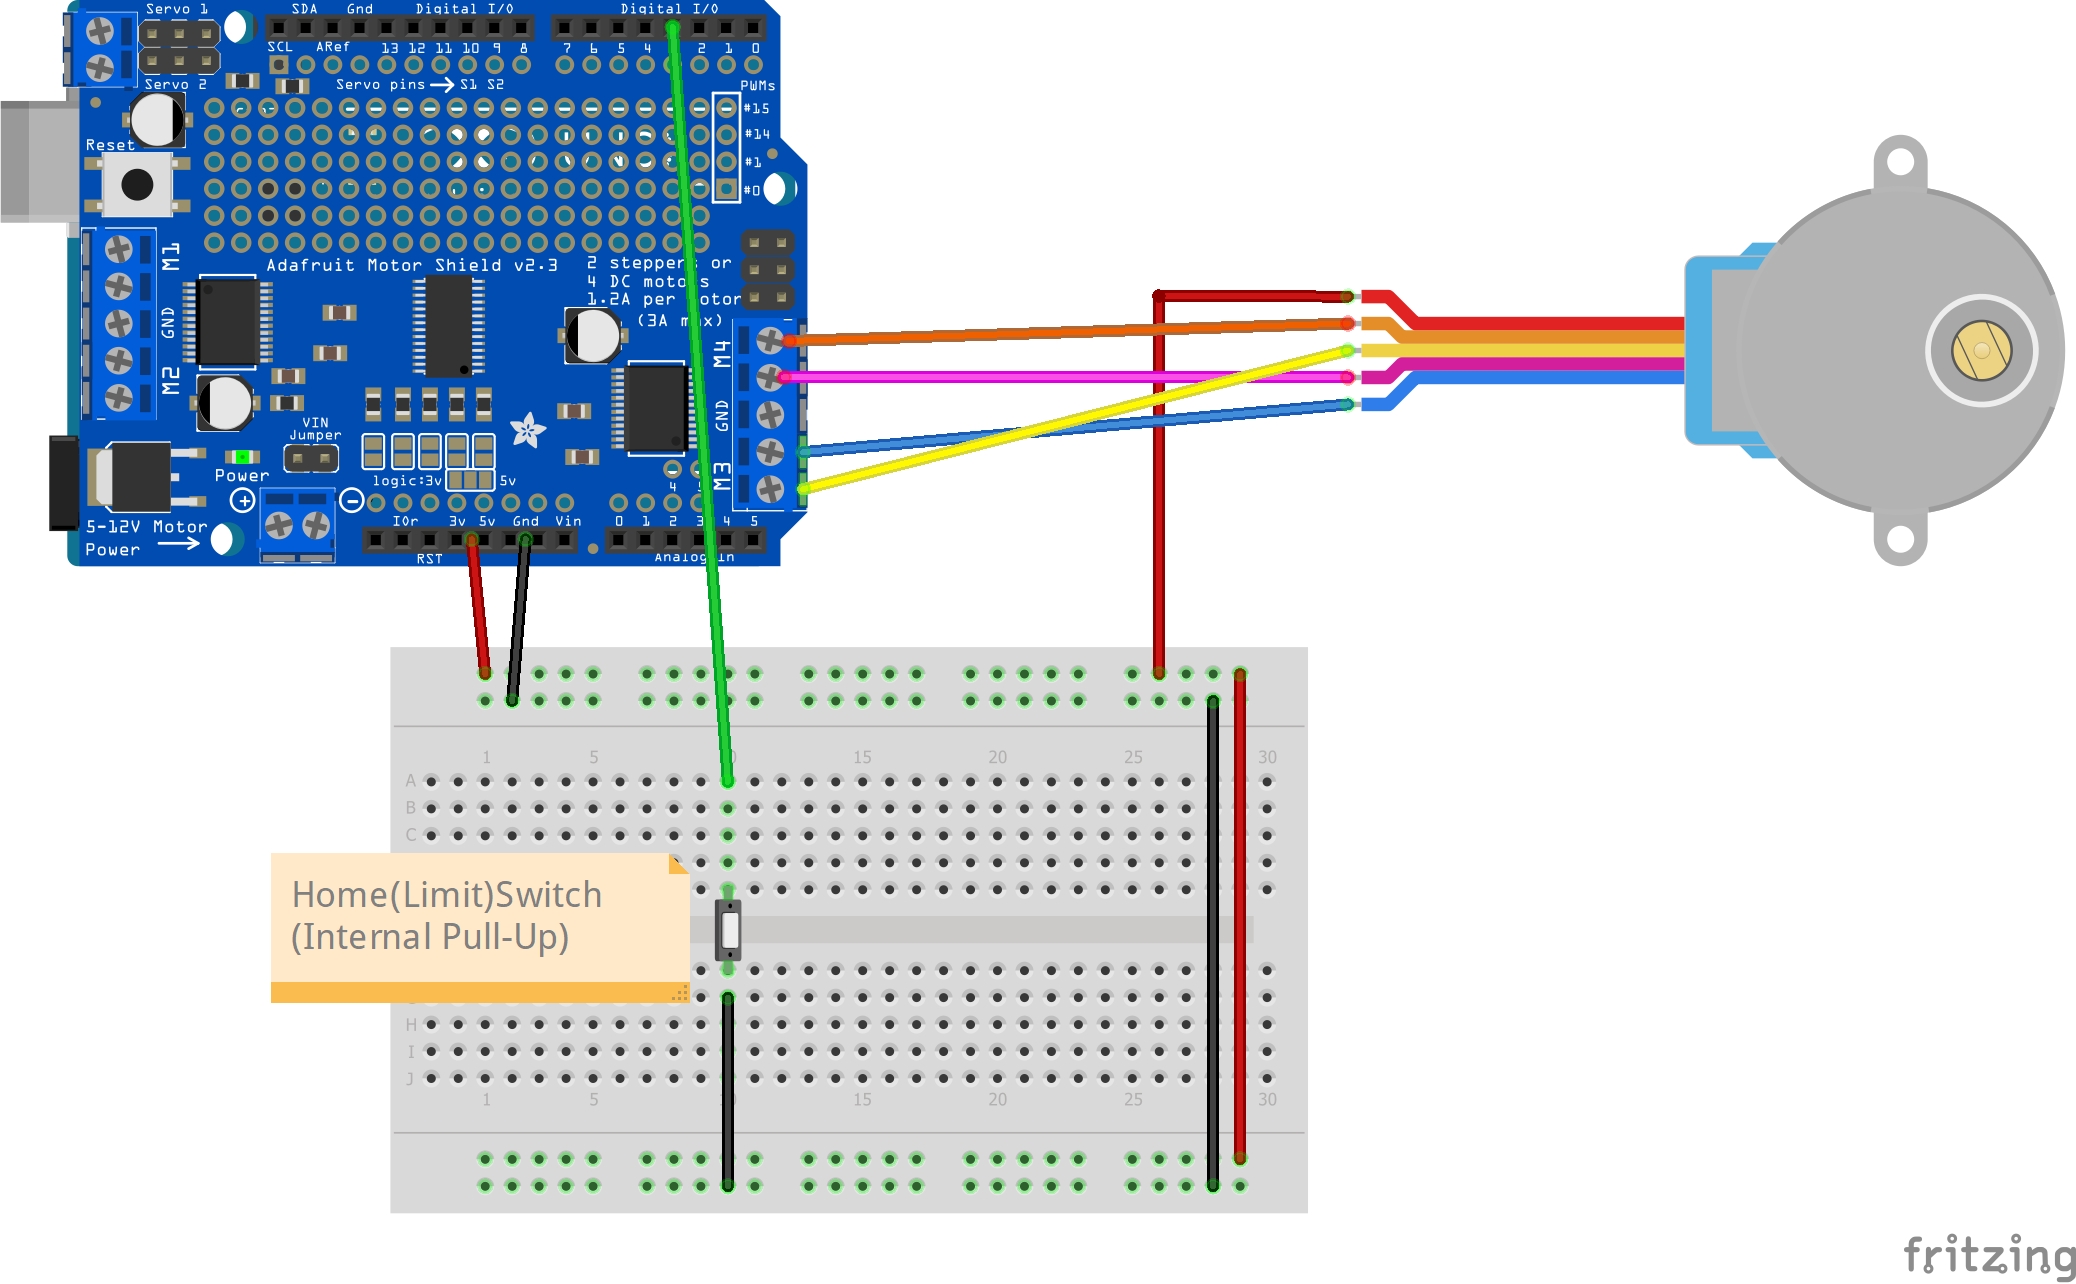 Servo 1
SDA Gnd Digital I/O Digital I/O
SCL ARef 13 12 11 10 9 8 7 6 5 4 2 1 0
Servo 2 Servo pins S1 S2 PWMs
#15
#14
Reset
#1
#0
M1
GND
M2
Adafruit Motor Shield v2.3
2 steppers or
4 DC motors
1.2A per motor
(3A max)
M4
GND
M3
VIN
Jumper
Power
logic:3v 5v
4
5-12V Motor
Power
+ -
IOr 3v 5v Gnd Vin 0 1 2 3 4 5
RST Analog In
1 5 15 20 25 30
A
B
C
Home(Limit)Switch
(Internal Pull-Up)
H
I
J
1 5 15 20 25 30
fritzing